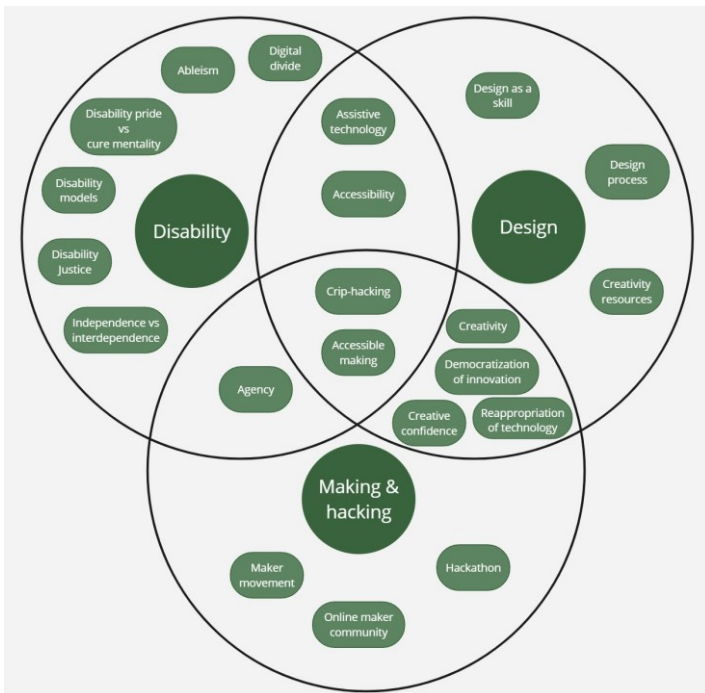 Digital
divide
Ableism
Design as a
skill
Disability pride
vs
cure mentality
Assistive
technology
Design
process
Disability
models
Accessibility
Disability
Design
Disability
Justice
Crip-hacking
Creativity
resources
Independence vs
interdependence
Creativity
Accessible
making
Democratization
of innovation
Agency
Creative
confidence
Reappropriation
of technology
Making &
hacking
Maker
movement
Hackathon
Online maker
community